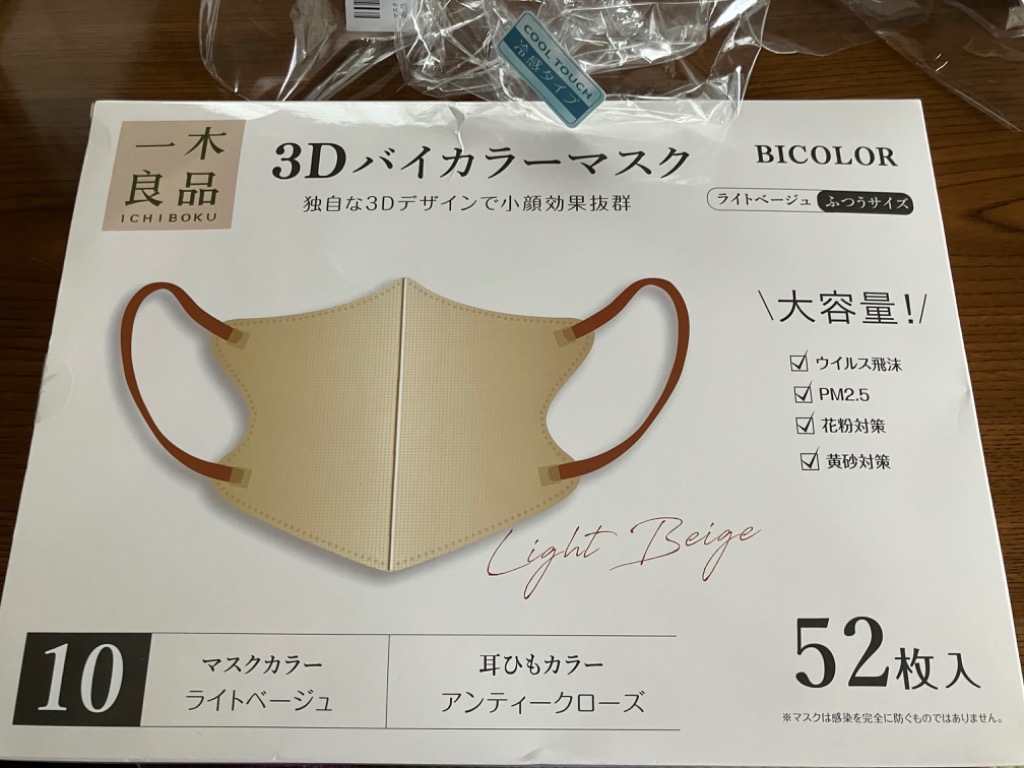 COOL TOUCH
冷感タイプ
一木
良品
ICHIBOKU
3Dバイカラーマスク
独自な3Dデザインで小顔効果抜群
BICOLOR
ライトベージュ ふつうサイズ
\大容量!/
ウイルス飛沫
PM2.5
花粉対策
黄砂対策
Light Beige
10
マスクカラー
ライトベージュ
耳ひもカラー
アンティークローズ
52枚入
※マスクは感染を完全に防ぐものではありません。